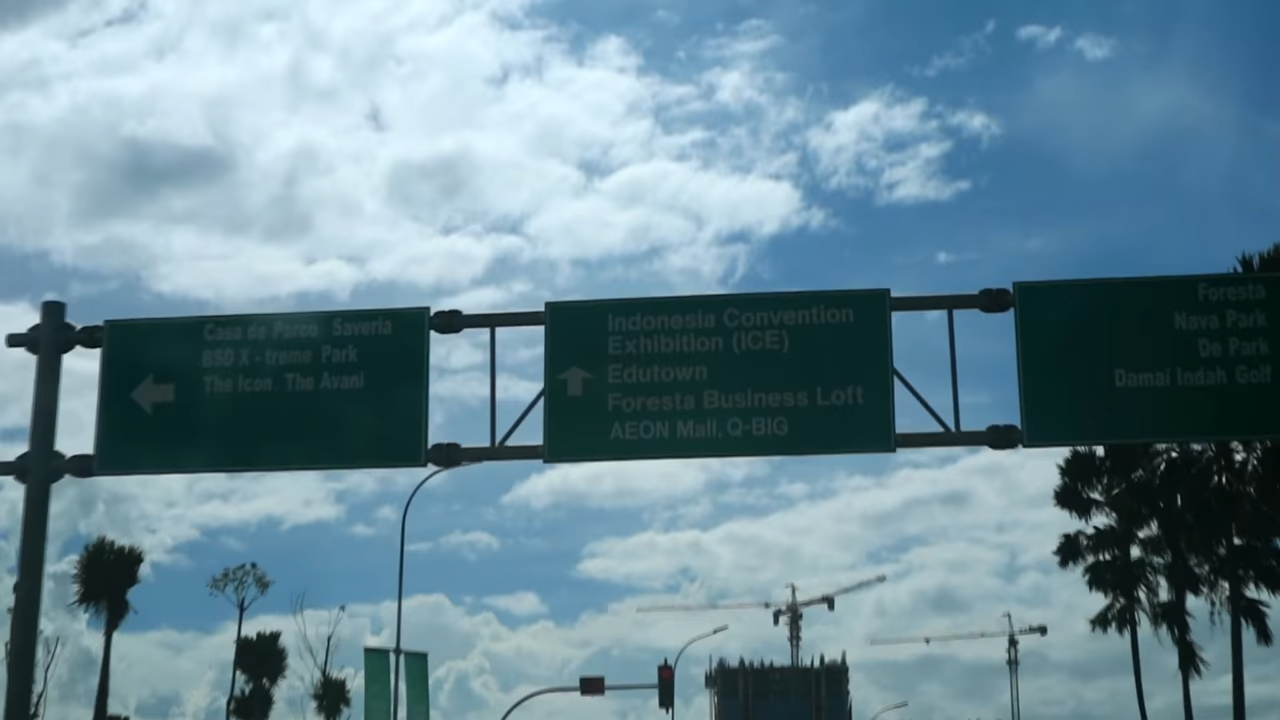 Casa de Parco Saveria
BSD X - treme Park
The Icon The Avani
Indonesia Convention
Exhibition (ICE)
Edutown
Foresta Business Loft
AEON Mall, Q-BIG
Foresta
Nava Park
De Park
Damai Indah Golf